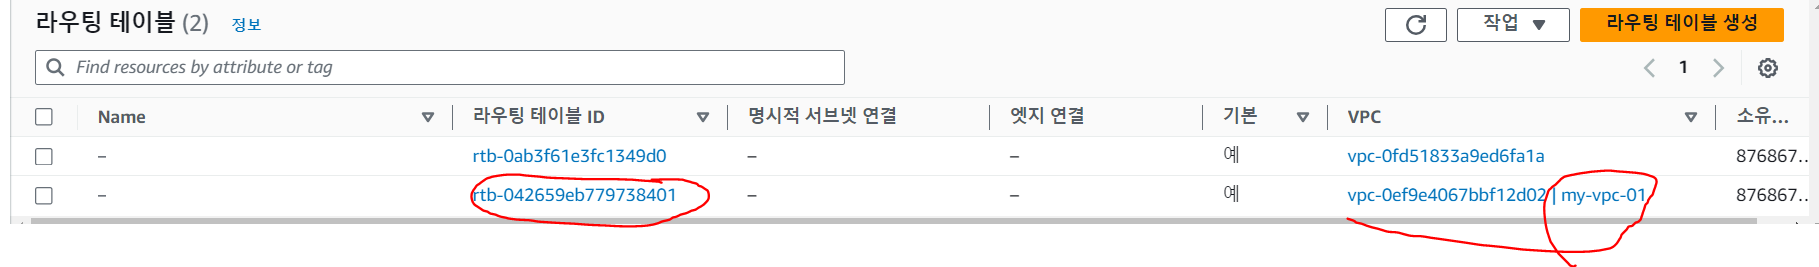 라우팅 테이블 (2) 정보 작업 라우팅 테이블 생성
Find resources by attribute or tag 1
Name 라우팅 테이블 ID 명시적 서브넷 연결 엣지 연결 기본 VPC 소유...
– rtb-0ab3f61e3fc1349d0 – – 예 vpc-0fd51833a9ed6fa1a 876867...
– rtb-042659eb779738401 – – 예 vpc-0ef9e4067bbf12d02 | my-vpc-01 876867...